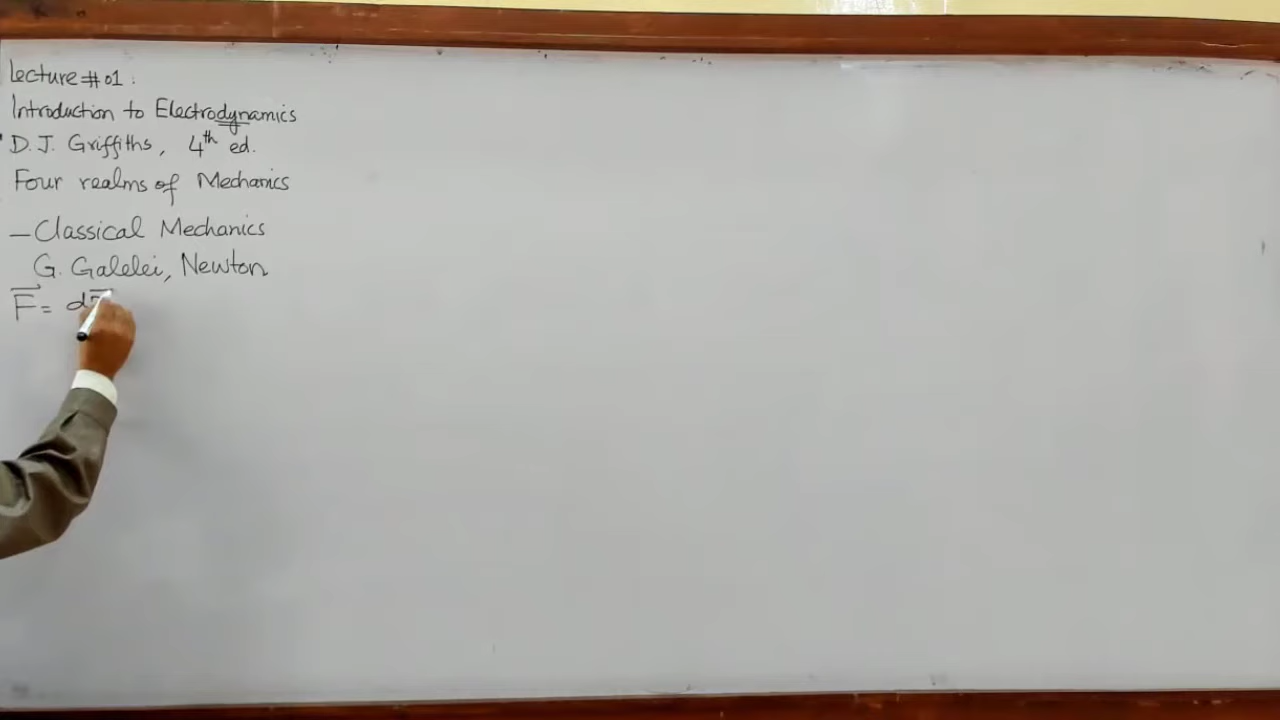 Lecture #01:
Introduction to Electrodynamics
D.J. Griffiths, 4th ed.
Four realms of Mechanics
— Classical Mechanics
G. Galelei, Newton
F⃗ = d